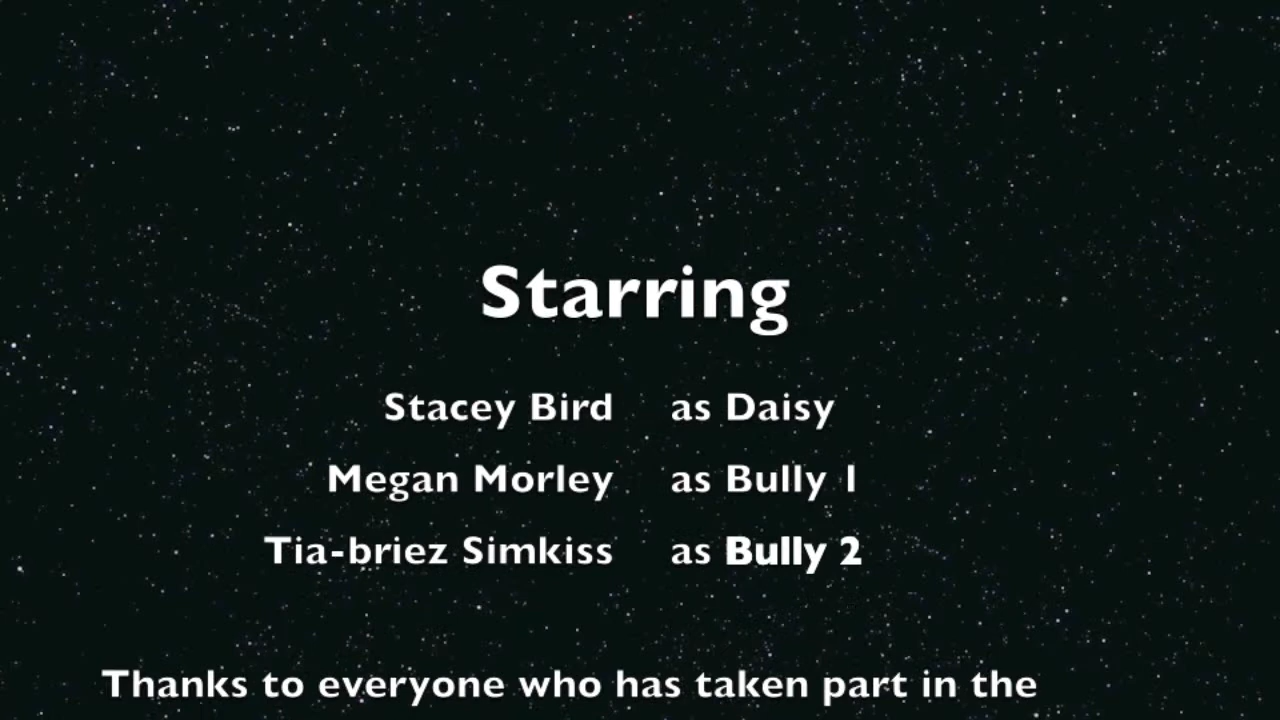 Starring
Stacey Bird as Daisy
Megan Morley as Bully 1
Tia-briez Simkiss as Bully 2
Thanks to everyone who has taken part in the